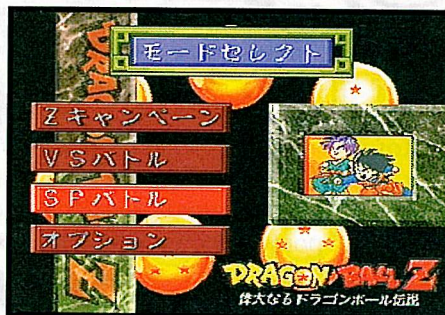 モードセレクト
Zキャンペーン
VSバトル
SPバトル
オプション
DRAGON BALL Z
偉大なるドラゴンボール伝説
DRAGON BALL Z